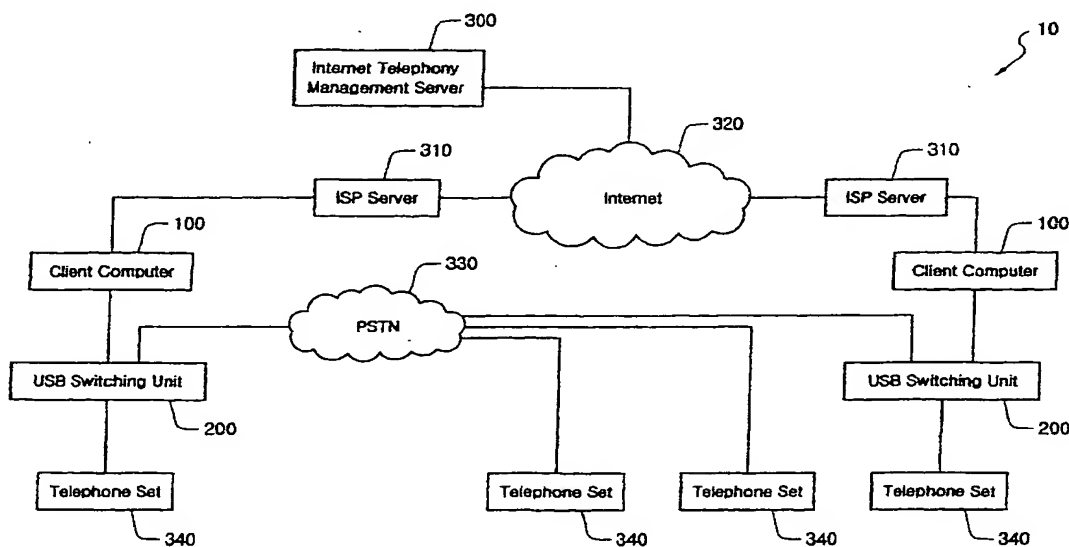 300
10
Internet Telephony
Management Server
320
310
310
ISP Server
Internet
ISP Server
100
100
Client Computer
330
Client Computer
PSTN
USB Switching Unit
USB Switching Unit
200
200
Telephone Set
Telephone Set
Telephone Set
Telephone Set
340
340
340
340